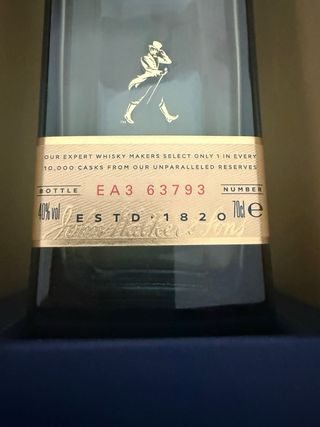 OUR EXPERT WHISKY MAKERS SELECT ONLY 1 IN EVERY
10,000 CASKS FROM OUR UNPARALLELED RESERVES
BOTTLE EA3 63793 NUMBER
40% vol ESTD · 1820 70cl e
John Walker & Sons